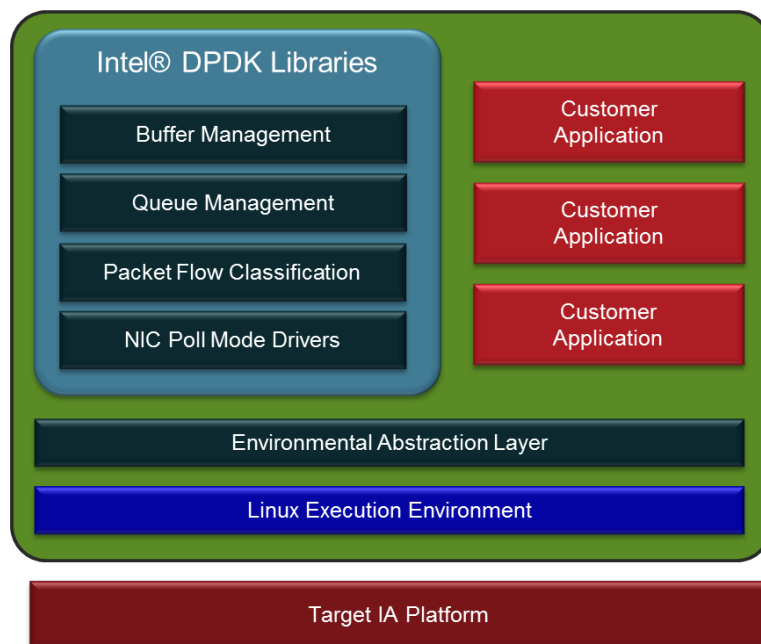 Intel® DPDK Libraries
Buffer Management
Queue Management
Packet Flow Classification
NIC Poll Mode Drivers
Customer
Application
Customer
Application
Customer
Application
Environmental Abstraction Layer
Linux Execution Environment
Target IA Platform